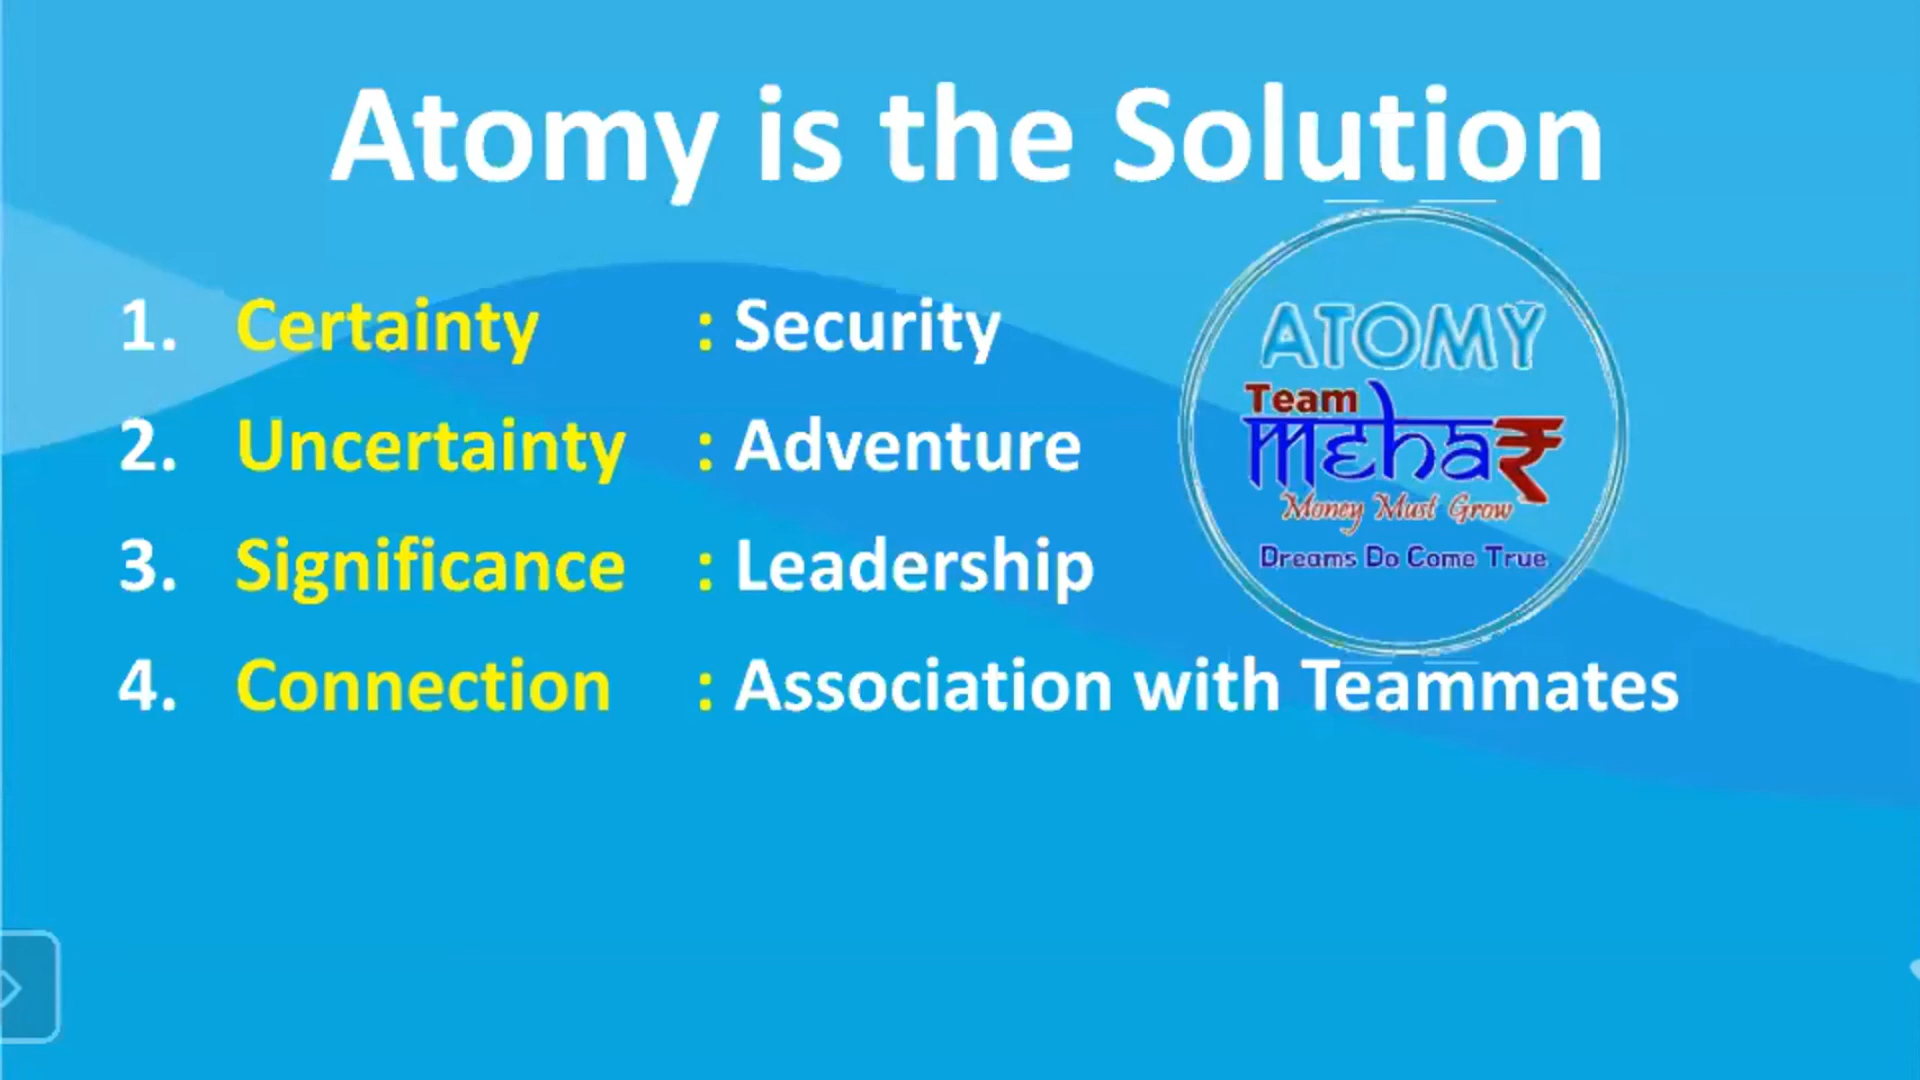 Atomy is the Solution
1. Certainty : Security
2. Uncertainty : Adventure
3. Significance : Leadership
4. Connection : Association with Teammates
ATOMY
Team
mehaR₹
Money Must Grow
Dreams Do Come True